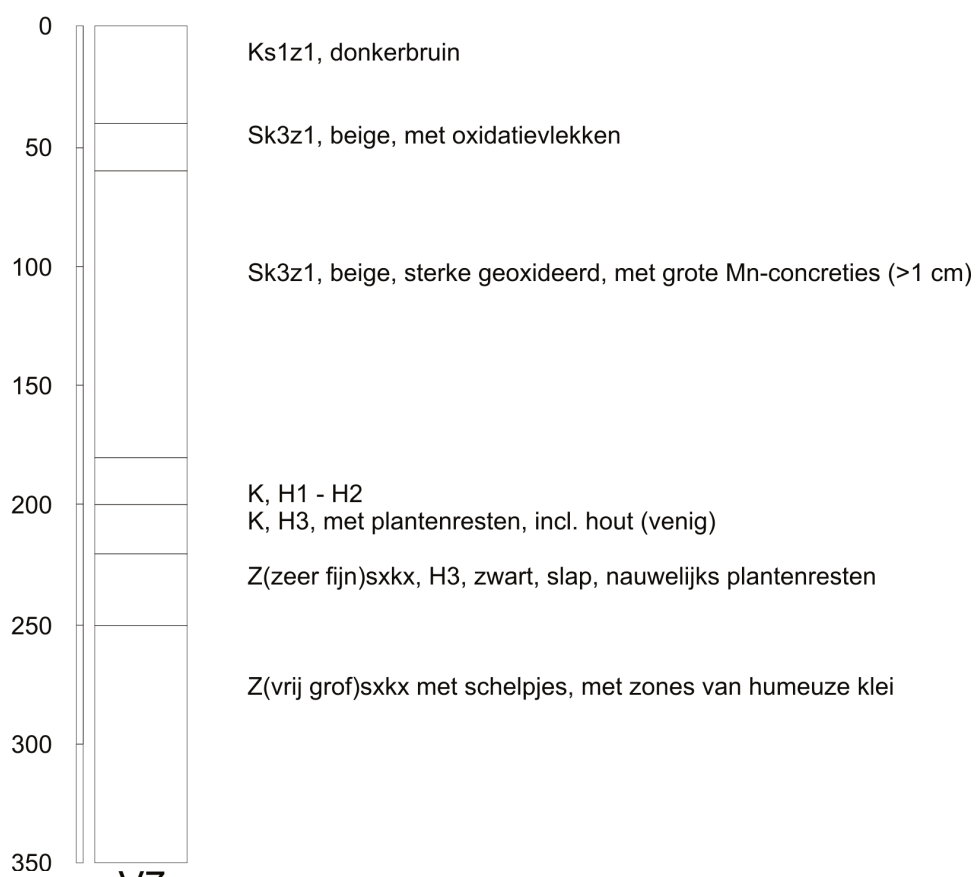 0
Ks1z1, donkerbruin
Sk3z1, beige, met oxidatievlekken
50
100
Sk3z1, beige, sterke geoxideerd, met grote Mn-concreties (>1 cm)
150
K, H1 - H2
200
K, H3, met plantenresten, incl. hout (venig)
Z(zeer fijn)sxkx, H3, zwart, slap, nauwelijks plantenresten
250
Z(vrij grof)sxkx met schelpjes, met zones van humeuze klei
300
350